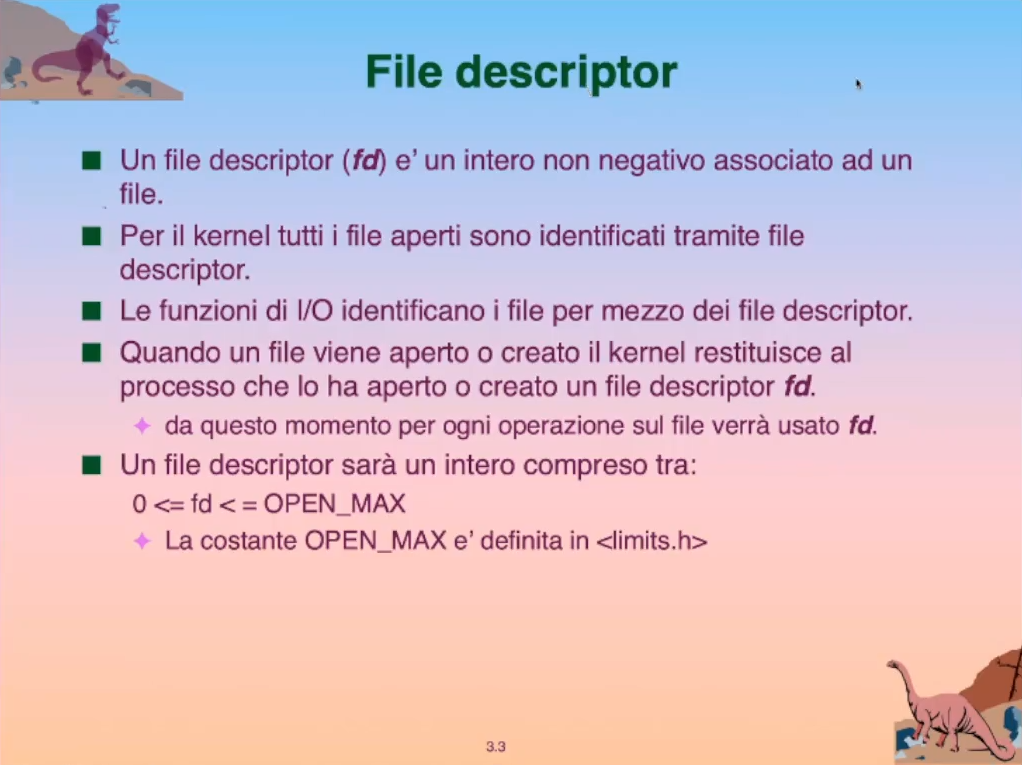 File descriptor
Un file descriptor (fd) e’ un intero non negativo associato ad un
file.
Per il kernel tutti i file aperti sono identificati tramite file
descriptor.
Le funzioni di I/O identificano i file per mezzo dei file descriptor.
Quando un file viene aperto o creato il kernel restituisce al
processo che lo ha aperto o creato un file descriptor fd.
da questo momento per ogni operazione sul file verrà usato fd.
Un file descriptor sarà un intero compreso tra:
0 <= fd < = OPEN_MAX
La costante OPEN_MAX e’ definita in <limits.h>
3.3